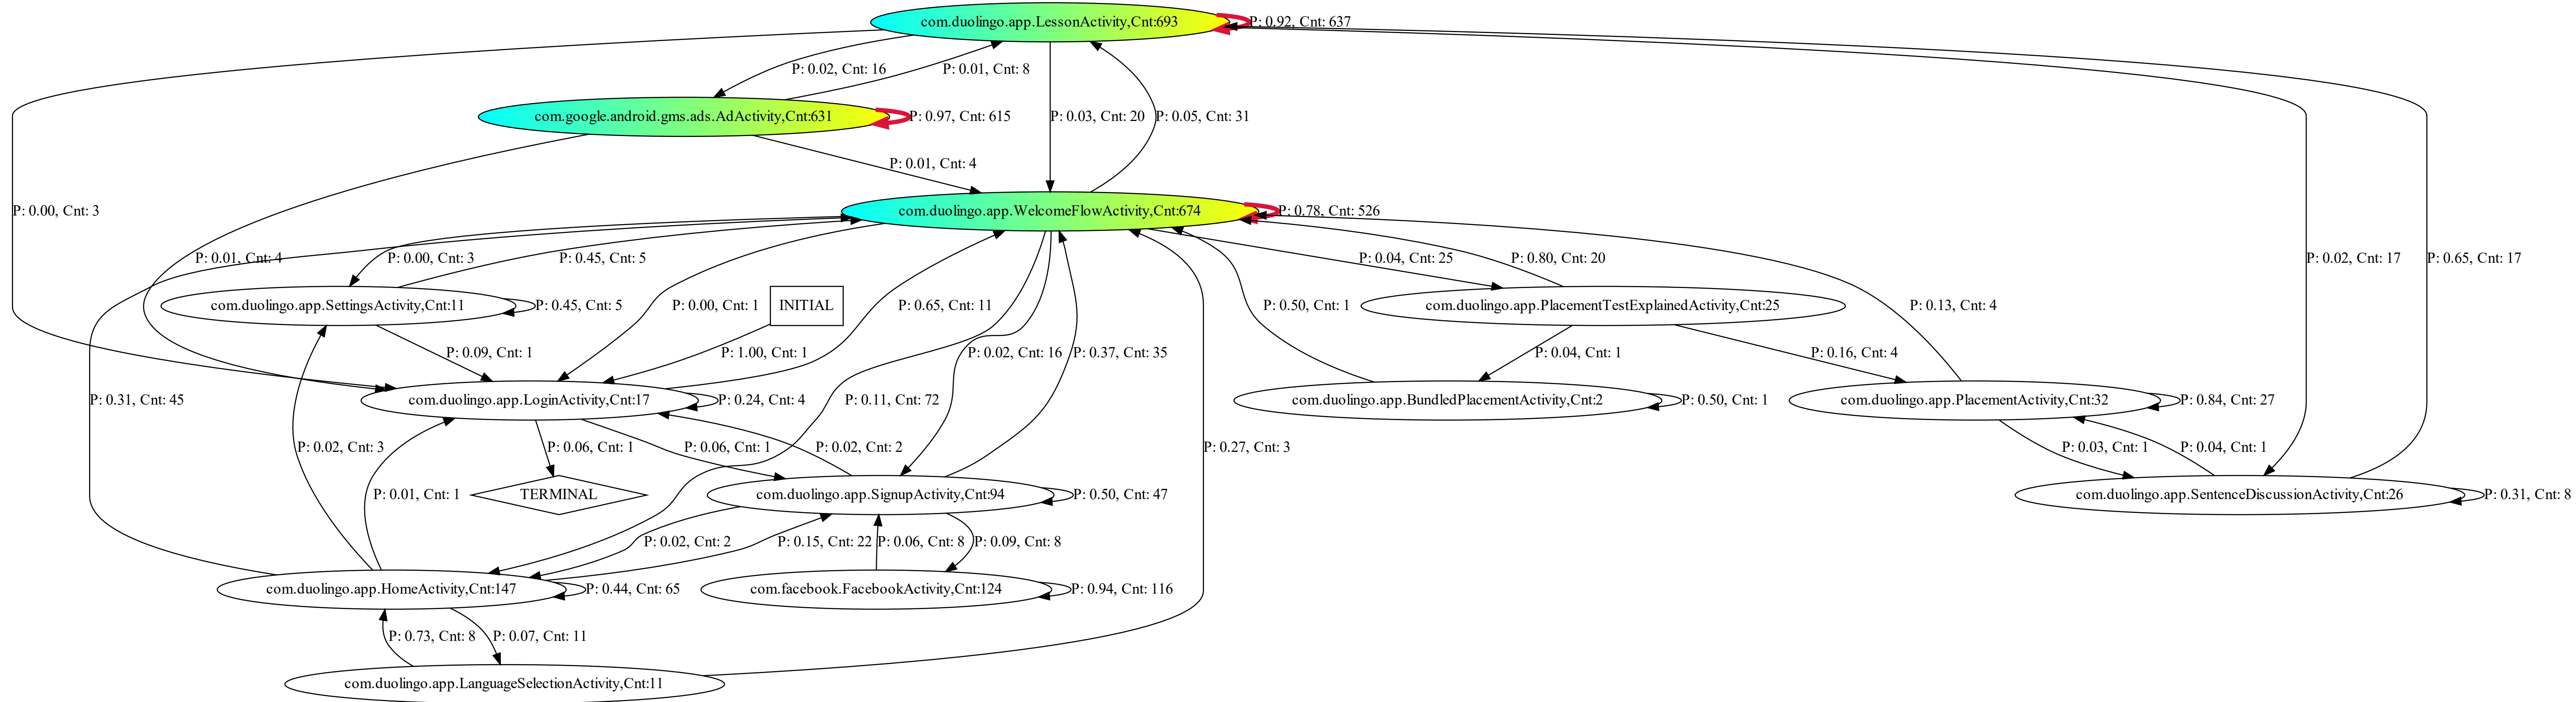 com.duolingo.app.LessonActivity,Cnt:693
P: 0.92, Cnt: 637
P: 0.02, Cnt: 16
P: 0.01, Cnt: 8
com.google.android.gms.ads.AdActivity,Cnt:631
P: 0.97, Cnt: 615
P: 0.03, Cnt: 20
P: 0.05, Cnt: 31
P: 0.01, Cnt: 4
P: 0.00, Cnt: 3
com.duolingo.app.WelcomeFlowActivity,Cnt:674
P: 0.78, Cnt: 526
P: 0.01, Cnt: 4
P: 0.00, Cnt: 3
P: 0.45, Cnt: 5
P: 0.04, Cnt: 25
P: 0.80, Cnt: 20
P: 0.02, Cnt: 17
P: 0.65, Cnt: 17
com.duolingo.app.SettingsActivity,Cnt:11
P: 0.45, Cnt: 5
P: 0.00, Cnt: 1
INITIAL
P: 0.65, Cnt: 11
P: 0.50, Cnt: 1
com.duolingo.app.PlacementTestExplainedActivity,Cnt:25
P: 0.13, Cnt: 4
P: 0.09, Cnt: 1
P: 1.00, Cnt: 1
P: 0.02, Cnt: 16
P: 0.37, Cnt: 35
P: 0.04, Cnt: 1
P: 0.16, Cnt: 4
P: 0.31, Cnt: 45
com.duolingo.app.LoginActivity,Cnt:17
P: 0.24, Cnt: 4
P: 0.11, Cnt: 72
com.duolingo.app.BundledPlacementActivity,Cnt:2
P: 0.50, Cnt: 1
com.duolingo.app.PlacementActivity,Cnt:32
P: 0.84, Cnt: 27
P: 0.02, Cnt: 3
P: 0.06, Cnt: 1
P: 0.06, Cnt: 1
P: 0.02, Cnt: 2
P: 0.27, Cnt: 3
P: 0.03, Cnt: 1
P: 0.04, Cnt: 1
P: 0.01, Cnt: 1
TERMINAL
com.duolingo.app.SignupActivity,Cnt:94
P: 0.50, Cnt: 47
com.duolingo.app.SentenceDiscussionActivity,Cnt:26
P: 0.31, Cnt: 8
P: 0.02, Cnt: 2
P: 0.15, Cnt: 22
P: 0.06, Cnt: 8
P: 0.09, Cnt: 8
com.duolingo.app.HomeActivity,Cnt:147
P: 0.44, Cnt: 65
com.facebook.FacebookActivity,Cnt:124
P: 0.94, Cnt: 116
P: 0.73, Cnt: 8
P: 0.07, Cnt: 11
com.duolingo.app.LanguageSelectionActivity,Cnt:11